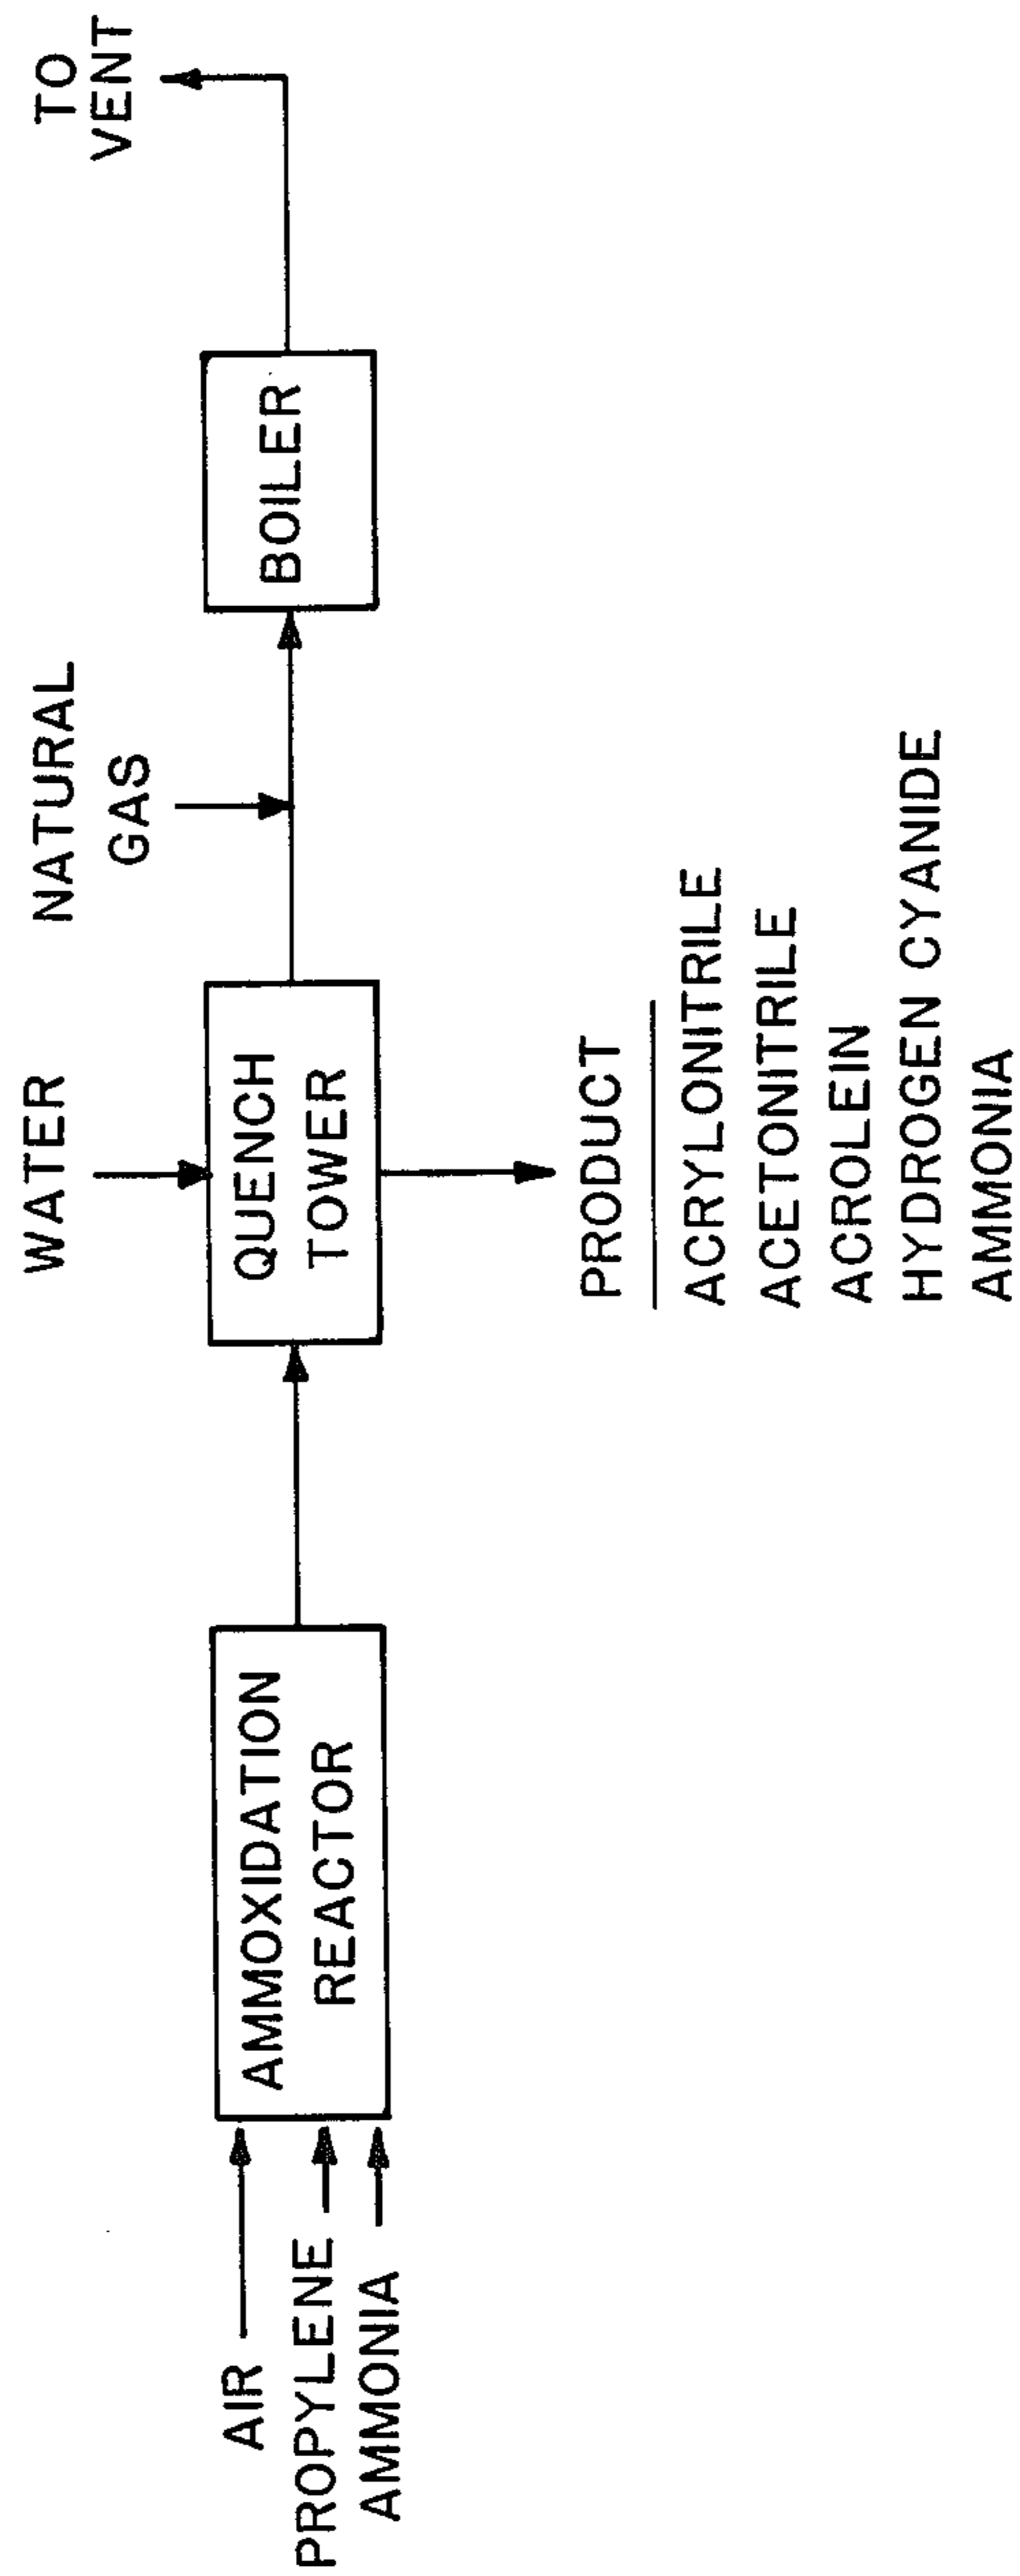 AIR
PROPYLENE
AMMONIA
AMMOXIDATION
REACTOR
WATER
QUENCH
TOWER
PRODUCT
ACRYLONITRILE
ACETONITRILE
ACROLEIN
HYDROGEN CYANIDE
AMMONIA
NATURAL
GAS
BOILER
TO
VENT